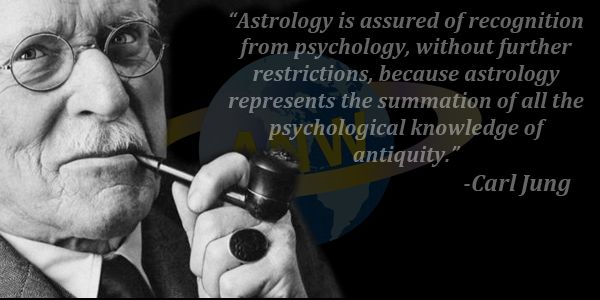 “Astrology is assured of recognition
from psychology, without further
restrictions, because astrology
represents the summation of all the
psychological knowledge of
antiquity.”
-Carl Jung
ANW